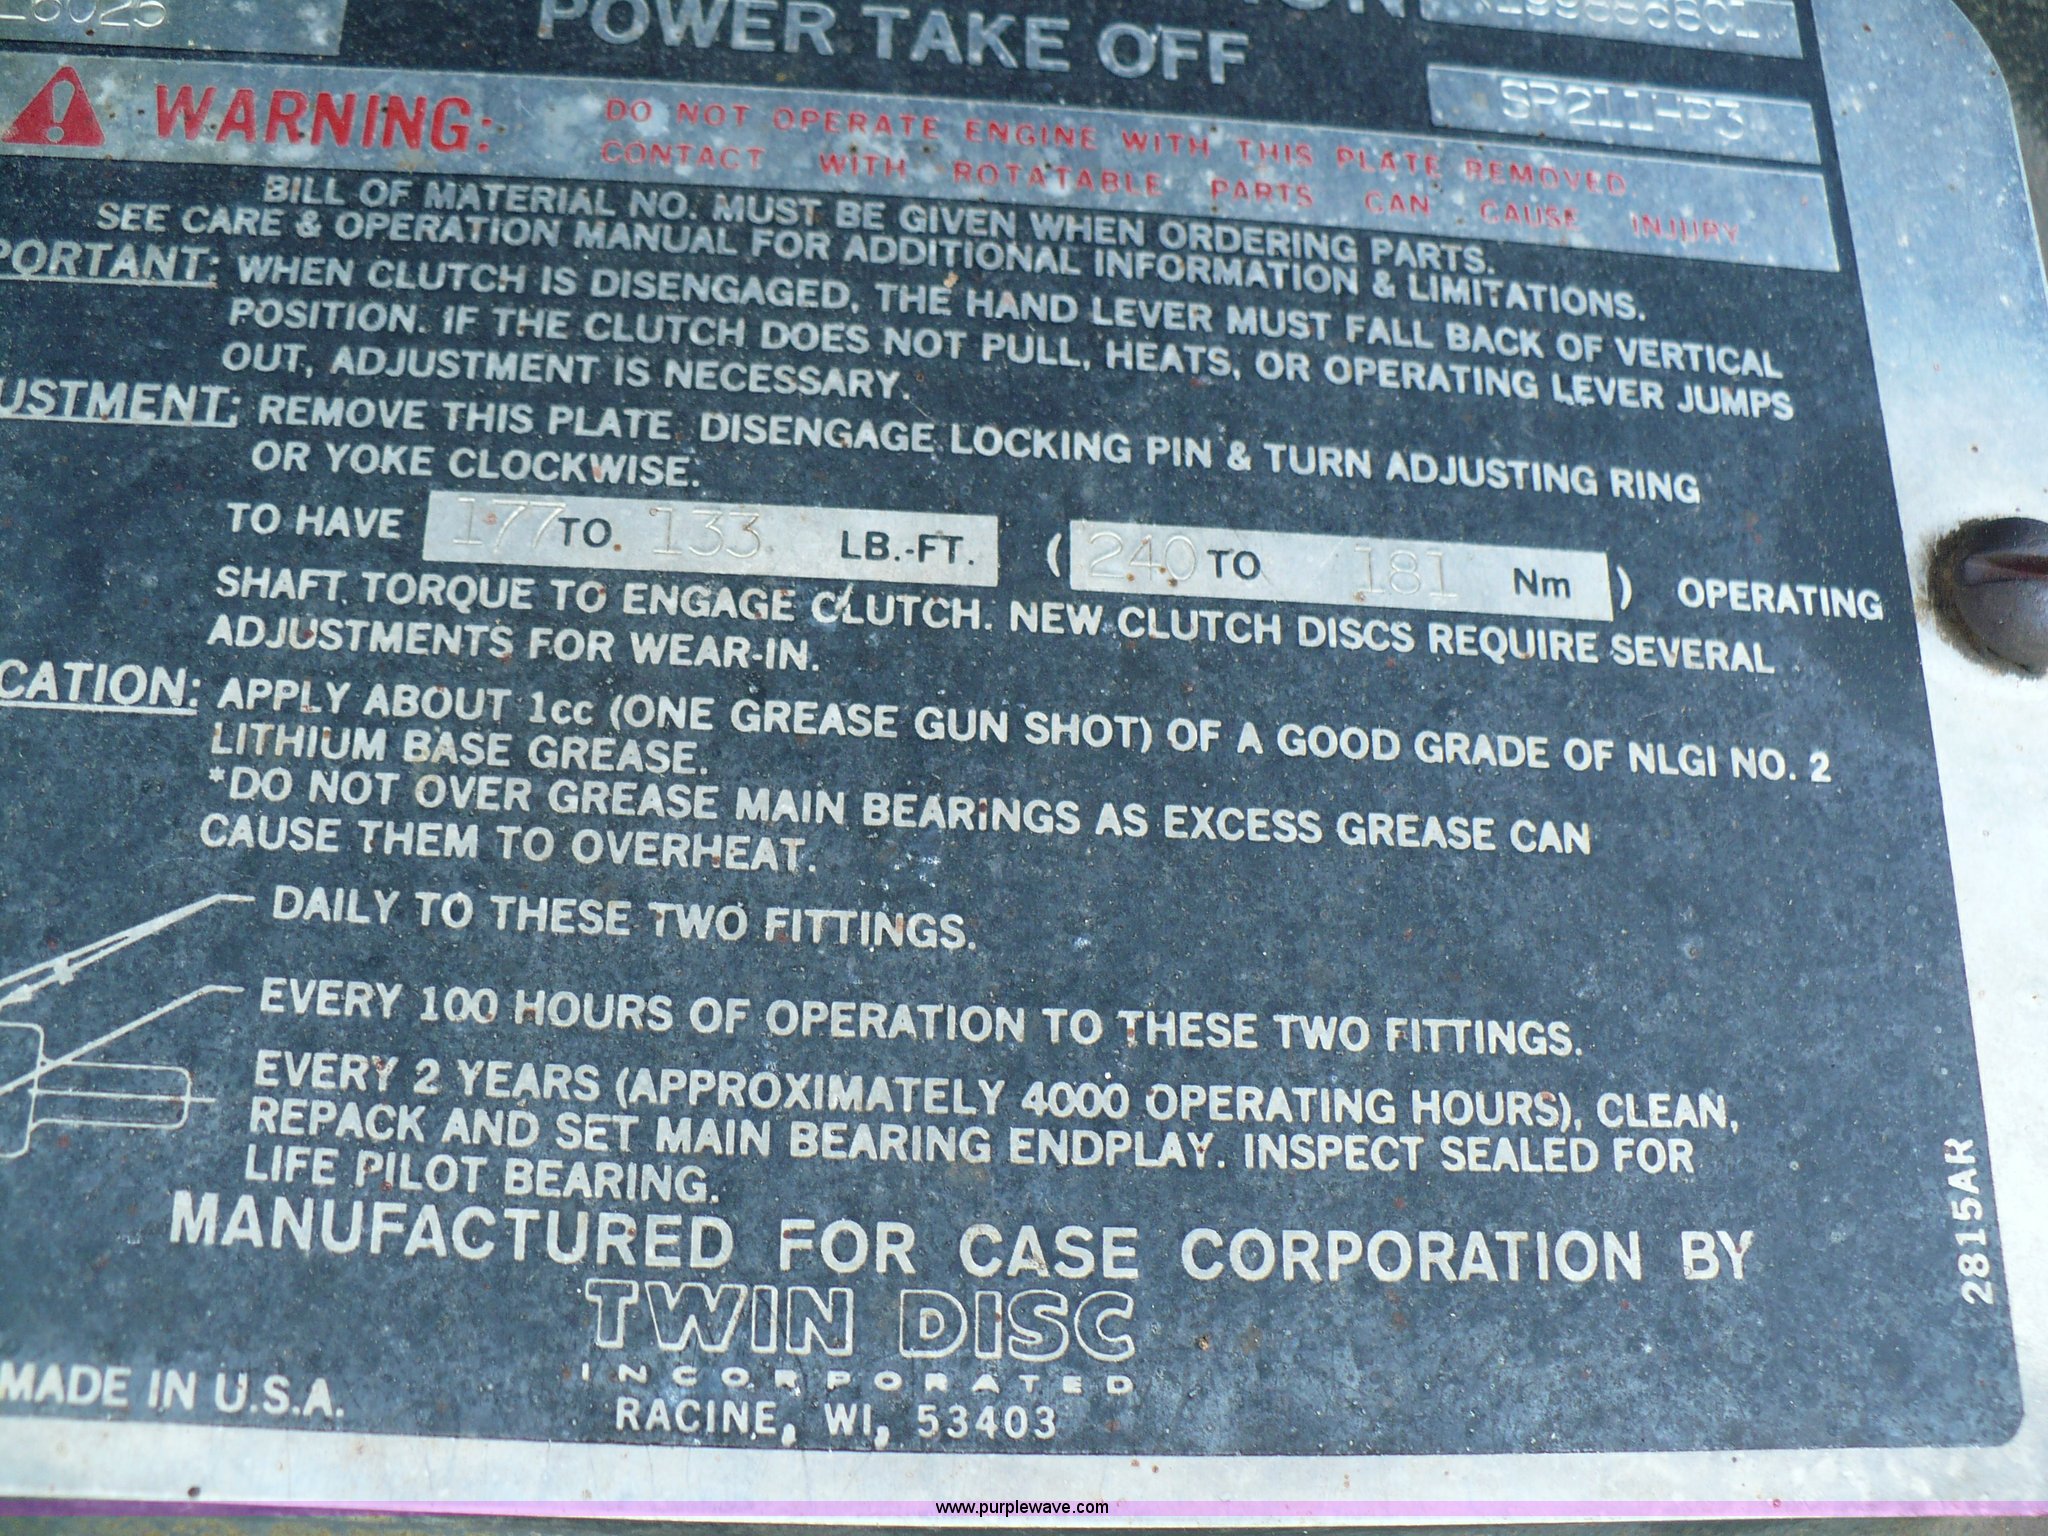 POWER TAKE OFF
SP211HP3
WARNING: DO NOT OPERATE ENGINE WITH THIS PLATE REMOVED
CONTACT WITH ROTATABLE PARTS CAN CAUSE INJURY
BILL OF MATERIAL NO. MUST BE GIVEN WHEN ORDERING PARTS.
SEE CARE & OPERATION MANUAL FOR ADDITIONAL INFORMATION & LIMITATIONS.
PORTANT: WHEN CLUTCH IS DISENGAGED, THE HAND LEVER MUST FALL BACK OF VERTICAL
POSITION. IF THE CLUTCH DOES NOT PULL, HEATS, OR OPERATING LEVER JUMPS
OUT, ADJUSTMENT IS NECESSARY.
USTMENT: REMOVE THIS PLATE DISENGAGE LOCKING PIN & TURN ADJUSTING RING
OR YOKE CLOCKWISE.
TO HAVE 177 TO 133 LB.-FT. (240 TO 181 Nm) OPERATING
SHAFT TORQUE TO ENGAGE CLUTCH. NEW CLUTCH DISCS REQUIRE SEVERAL
ADJUSTMENTS FOR WEAR-IN.
CATION: APPLY ABOUT 1cc (ONE GREASE GUN SHOT) OF A GOOD GRADE OF NLGI NO. 2
LITHIUM BASE GREASE.
*DO NOT OVER GREASE MAIN BEARINGS AS EXCESS GREASE CAN
CAUSE THEM TO OVERHEAT.
DAILY TO THESE TWO FITTINGS.
EVERY 100 HOURS OF OPERATION TO THESE TWO FITTINGS.
EVERY 2 YEARS (APPROXIMATELY 4000 OPERATING HOURS), CLEAN,
REPACK AND SET MAIN BEARING ENDPLAY. INSPECT SEALED FOR
LIFE PILOT BEARING.
MANUFACTURED FOR CASE CORPORATION BY
TWIN DISC
INCORPORATED
RACINE, WI, 53403
MADE IN U.S.A.
2815AR
www.purplewave.com